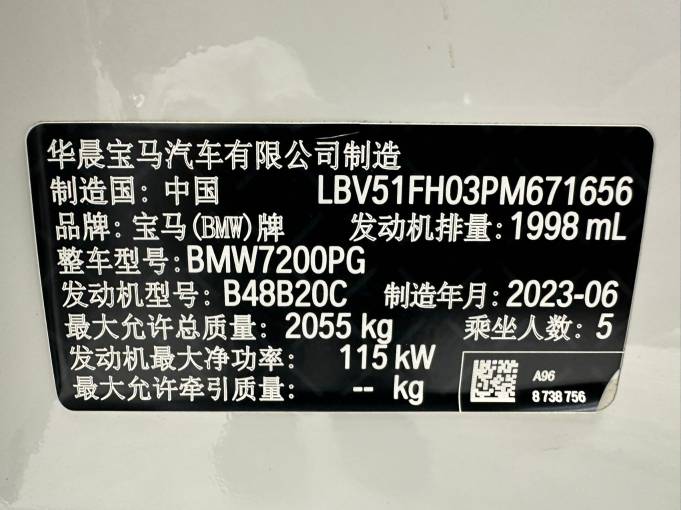 华晨宝马汽车有限公司制造
制造国: 中国 LBV51FH03PM671656
品牌: 宝马(BMW)牌 发动机排量: 1998 mL
整车型号: BMW7200PG
发动机型号: B48B20C 制造年月: 2023-06
最大允许总质量: 2055 kg 乘坐人数: 5
发动机最大净功率: 115 kW
最大允许牵引质量: -- kg
A96
8 738 756